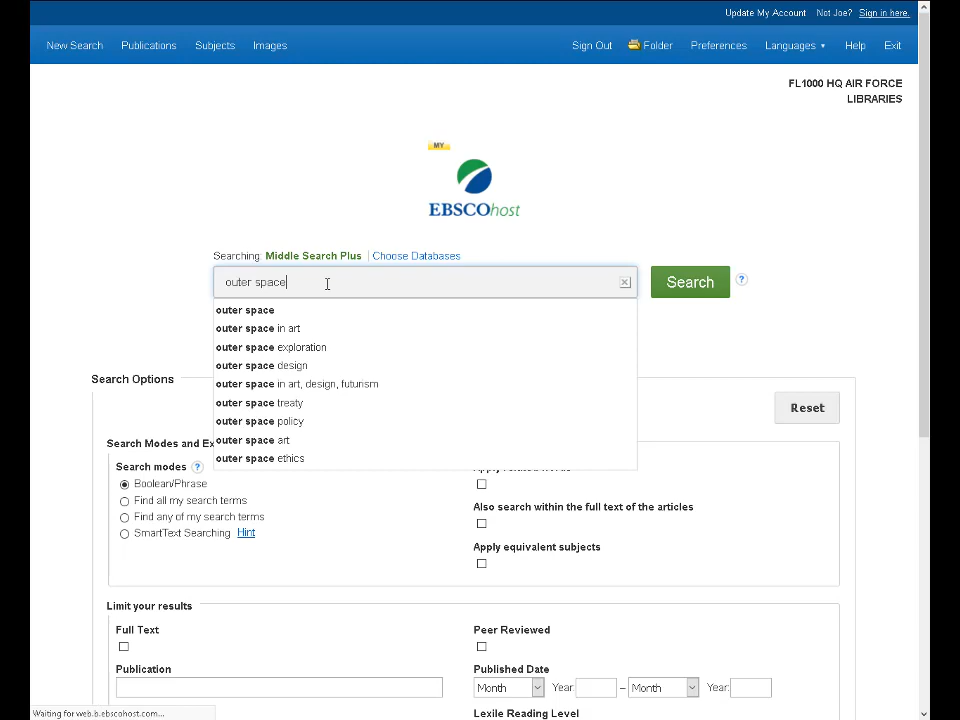 Update My Account Not Joe? Sign in here.
New Search Publications Subjects Images Sign Out Folder Preferences Languages Help Exit
FL1000 HQ AIR FORCE
LIBRARIES
MY
EBSCOhost
Searching: Middle Search Plus Choose Databases
outer space
Search
?
outer space
outer space in art
outer space exploration
outer space design
outer space in art, design, futurism
outer space treaty
outer space policy
outer space art
outer space ethics
Search Options
Reset
Search Modes and Ex
Search modes ?
Boolean/Phrase
Find all my search terms
Find any of my search terms
SmartText Searching Hint
Also search within the full text of the articles
Apply equivalent subjects
Limit your results
Full Text
Peer Reviewed
Publication
Published Date
Month Year: – Month Year:
Lexile Reading Level
Waiting for web.b.ebscohost.com...